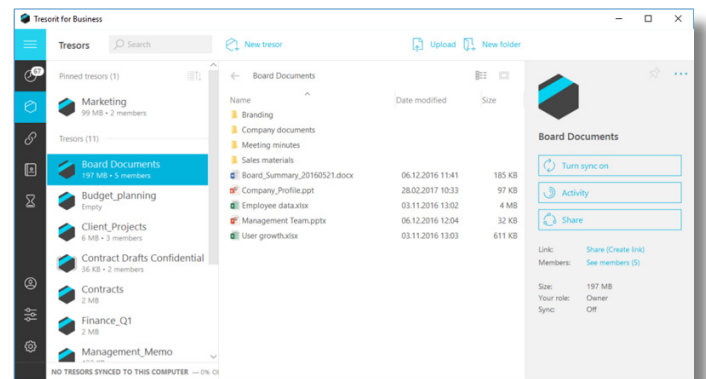 Tresorit for Business
Tresors
Search
New tresor
Upload
New folder
67
Pinned tresors (1)
Marketing
99 MB • 2 members
Tresors (11)
Board Documents
197 MB • 5 members
Budget_planning
Empty
Client_Projects
6 MB • 3 members
Contract Drafts Confidential
36 KB • 2 members
Contracts
2 MB
Finance_Q1
2 MB
Management_Memo
NO TRESORS SYNCED TO THIS COMPUTER — 0%
Board Documents
Name Date modified Size
Branding
Company documents
Meeting minutes
Sales materials
Board_Summary_20160521.docx 06.12.2016 11:41 185 KB
Company_Profile.ppt 28.02.2017 10:33 97 KB
Employee data.xlsx 03.11.2016 13:02 4 MB
Management Team.pptx 06.12.2016 12:04 32 KB
User growth.xlsx 03.11.2016 13:03 611 KB
Board Documents
Turn sync on
Activity
Share
Link: Share (Create link)
Members: See members (5)
Size: 197 MB
Your role: Owner
Sync: Off